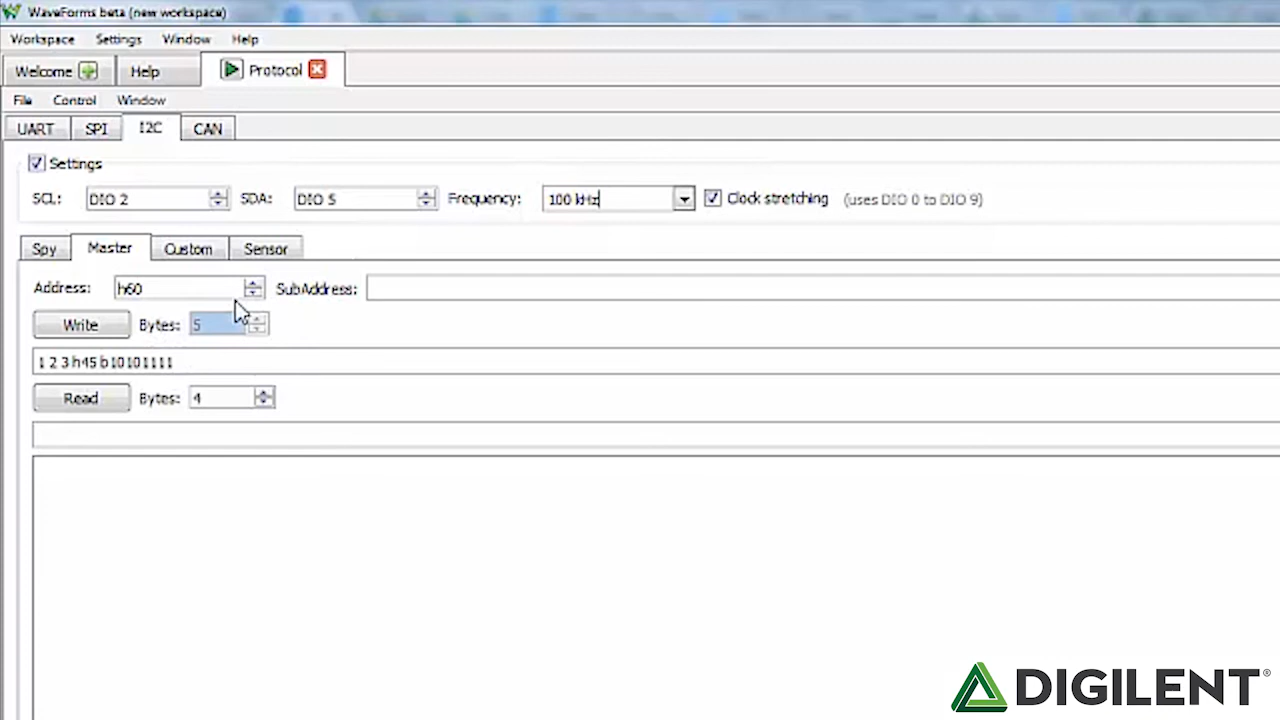 WaveForms beta (new workspace)
Workspace Settings Window Help
Welcome Help Protocol
File Control Window
UART SPI I2C CAN
Settings
SCL: DIO 2 SDA: DIO 5 Frequency: 100 kHz Clock stretching (uses DIO 0 to DIO 9)
Spy Master Custom Sensor
Address: h60 SubAddress:
Write Bytes: 5
1 2 3 h45 b10101111
Read Bytes: 4
DIGILENT®